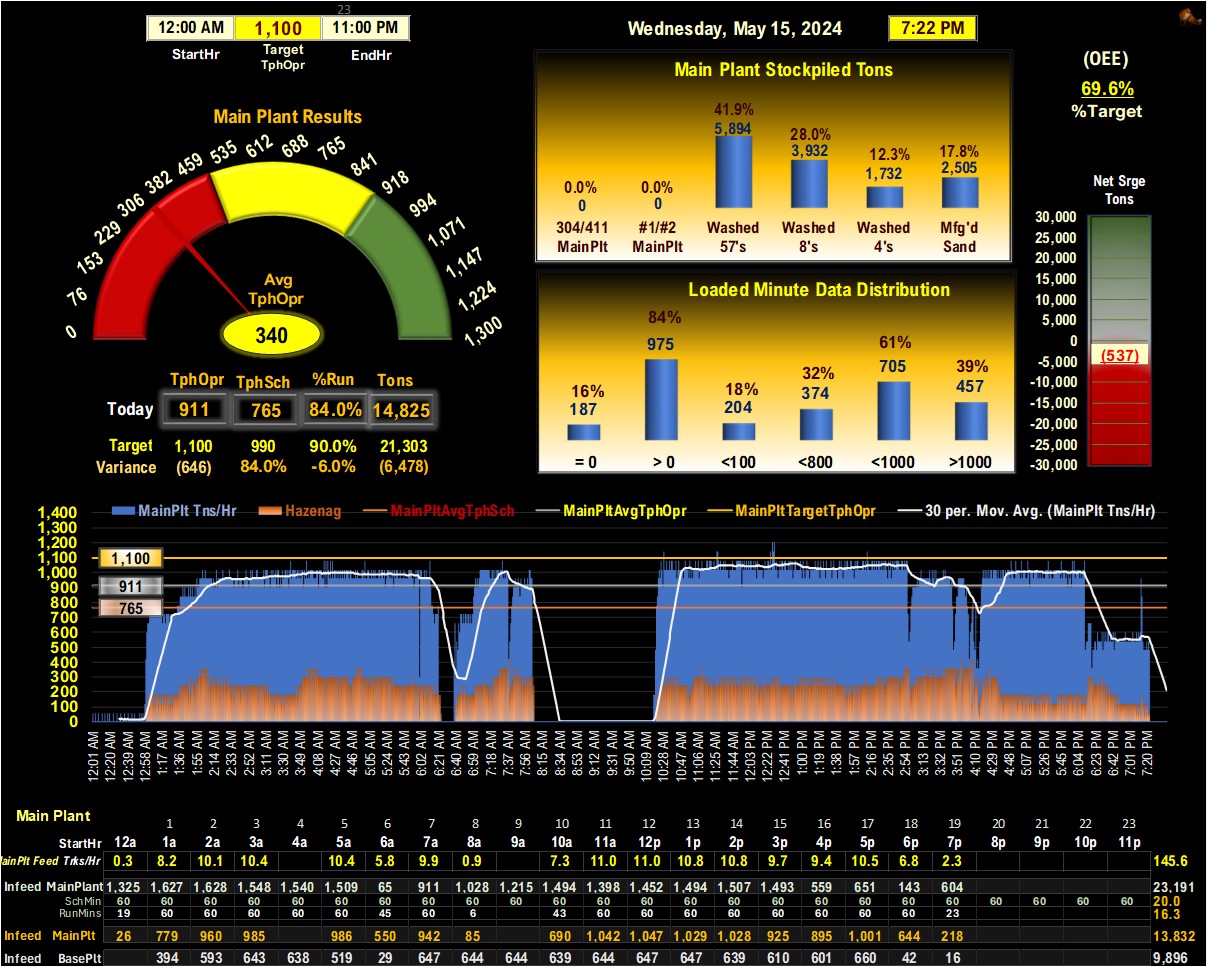 23
12:00 AM 1,100 11:00 PM
StartHr Target TphOpr EndHr
Wednesday, May 15, 2024 7:22 PM
(OEE)
69.6%
%Target
Main Plant Results
0 76 153 229 306 382 459 535 612 688 765 841 918 994 1,071 1,147 1,224 1,300
Avg
TphOpr
340
TphOpr TphSch %Run Tons
Today 911 765 84.0% 14,825
Target 1,100 990 90.0% 21,303
Variance (646) 84.0% -6.0% (6,478)
Main Plant Stockpiled Tons
0.0% 0.0% 41.9% 28.0% 12.3% 17.8%
0 0 5,894 3,932 1,732 2,505
304/411 #1/#2 Washed Washed Washed Mfg'd
MainPlt MainPlt 57's 8's 4's Sand
Loaded Minute Data Distribution
16% 84% 18% 32% 61% 39%
187 975 204 374 705 457
= 0 > 0 <100 <800 <1000 >1000
Net Srge
Tons
30,000
25,000
20,000
15,000
10,000
5,000
0
(537)
-5,000
-10,000
-15,000
-20,000
-25,000
-30,000
MainPlt Tns/Hr Hazenag MainPltAvgTphSch MainPltAvgTphOpr MainPltTargetTphOpr 30 per. Mov. Avg. (MainPlt Tns/Hr)
1,400
1,300
1,200
1,100
1,000
900
800
700
600
500
400
300
200
100
0
1,100
911
765
12:01 AM 12:20 AM 12:39 AM 12:58 AM 1:17 AM 1:36 AM 1:55 AM 2:14 AM 2:33 AM 2:52 AM 3:11 AM 3:30 AM 3:49 AM 4:08 AM 4:27 AM 4:46 AM 5:05 AM 5:24 AM 5:43 AM 6:02 AM 6:21 AM 6:40 AM 6:59 AM 7:18 AM 7:37 AM 7:56 AM 8:15 AM 8:34 AM 8:53 AM 9:12 AM 9:31 AM 9:50 AM 10:09 AM 10:28 AM 10:47 AM 11:06 AM 11:25 AM 11:44 AM 12:03 PM 12:22 PM 12:41 PM 1:00 PM 1:19 PM 1:38 PM 1:57 PM 2:16 PM 2:35 PM 2:54 PM 3:13 PM 3:32 PM 3:51 PM 4:10 PM 4:29 PM 4:48 PM 5:07 PM 5:26 PM 5:45 PM 6:04 PM 6:23 PM 6:42 PM 7:01 PM 7:20 PM
Main Plant
1 2 3 4 5 6 7 8 9 10 11 12 13 14 15 16 17 18 19 20 21 22 23
StartHr 12a 1a 2a 3a 4a 5a 6a 7a 8a 9a 10a 11a 12p 1p 2p 3p 4p 5p 6p 7p 8p 9p 10p 11p
MainPlt Feed Trks/Hr 0.3 8.2 10.1 10.4 10.4 5.8 9.9 0.9 7.3 11.0 11.0 10.8 10.8 9.7 9.4 10.5 6.8 2.3 145.6
Infeed MainPlant 1,325 1,627 1,628 1,548 1,540 1,509 65 911 1,028 1,215 1,494 1,398 1,452 1,494 1,507 1,493 559 651 143 604 23,191
SchMin 60 60 60 60 60 60 60 60 60 60 60 60 60 60 60 60 60 60 60 60 60 60 60 60 20.0
RunMins 19 60 60 60 60 60 45 60 6 43 60 60 60 60 60 60 60 60 23 16.3
Infeed MainPlt 26 779 960 985 986 550 942 85 690 1,042 1,047 1,029 1,028 925 895 1,001 644 218 13,832
Infeed BasePlt 394 593 643 638 519 29 647 644 644 639 644 647 647 639 610 601 660 42 16 9,896